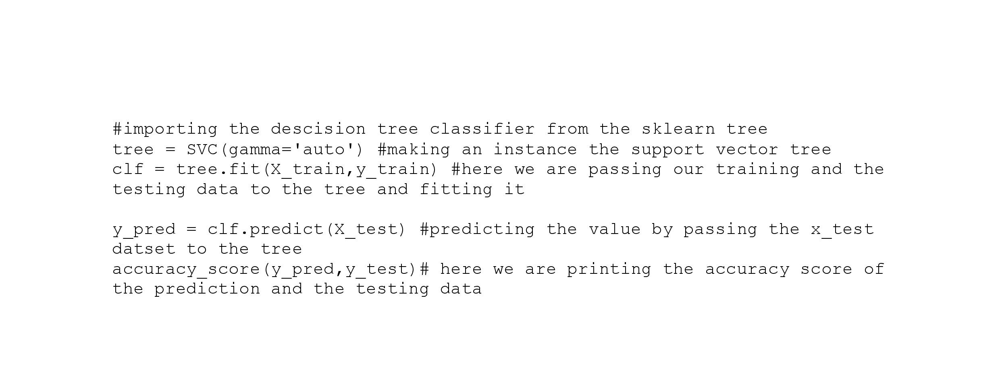 #importing the descision tree classifier from the sklearn tree
tree = SVC(gamma='auto') #making an instance the support vector tree
clf = tree.fit(X_train,y_train) #here we are passing our training and the
testing data to the tree and fitting it
y_pred = clf.predict(X_test) #predicting the value by passing the x_test
datset to the tree
accuracy_score(y_pred,y_test)# here we are printing the accuracy score of
the prediction and the testing data